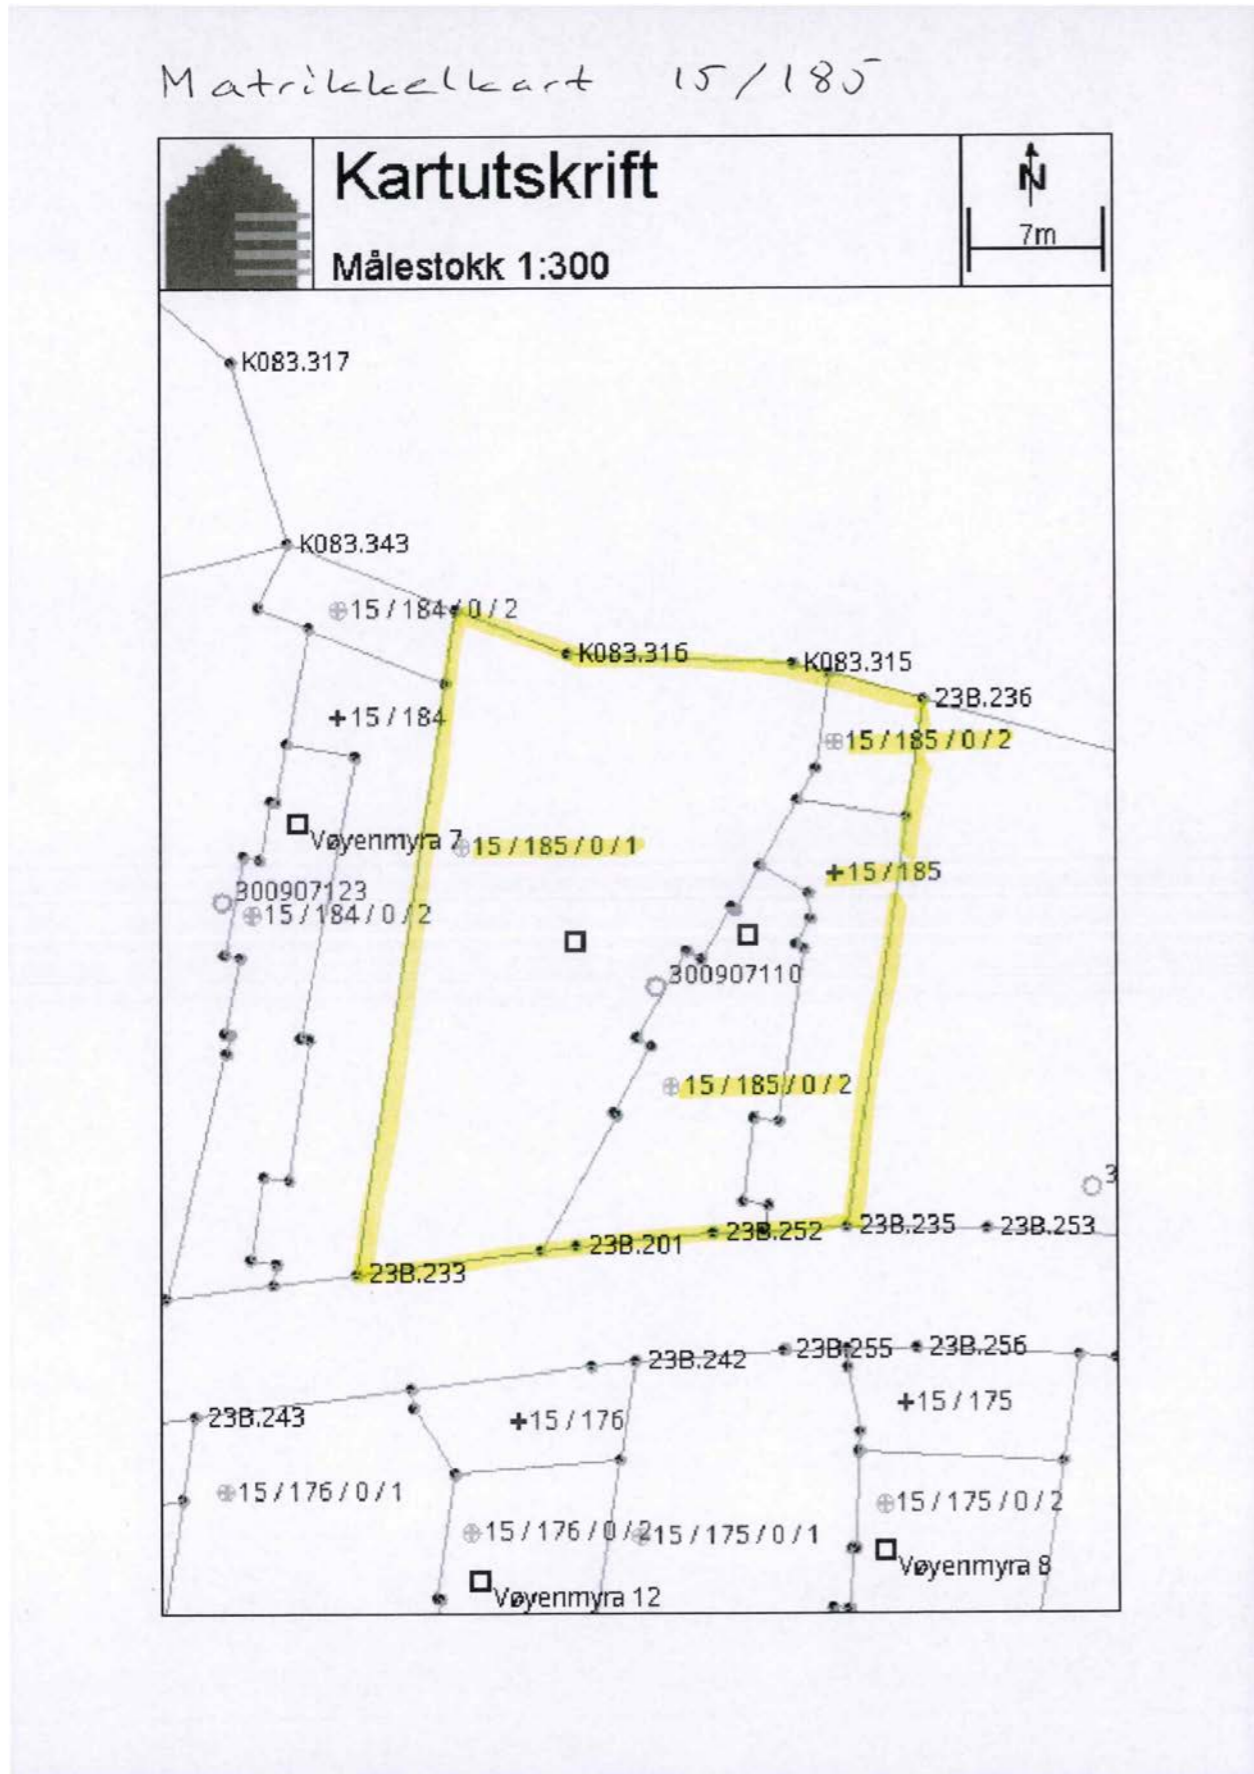 Matrikkelkart 15/185
Kartutskrift
Målestokk 1:300
N
7m
K083.317
K083.343
15 / 184 / 0 / 2
K083.316
K083.315
23B.236
15 / 184
15 / 185 / 0 / 2
Vøyenmyra 7
15 / 185 / 0 / 1
15 / 185
300907123
15 / 184 / 0 / 2
300907110
15 / 185 / 0 / 2
3
23B.201
23B.252
23B.235
23B.253
23B.233
23B.242
23B.255
23B.256
23B.243
15 / 176
15 / 175
15 / 176 / 0 / 1
15 / 176 / 0 / 2
15 / 175 / 0 / 1
15 / 175 / 0 / 2
Vøyenmyra 8
Vøyenmyra 12